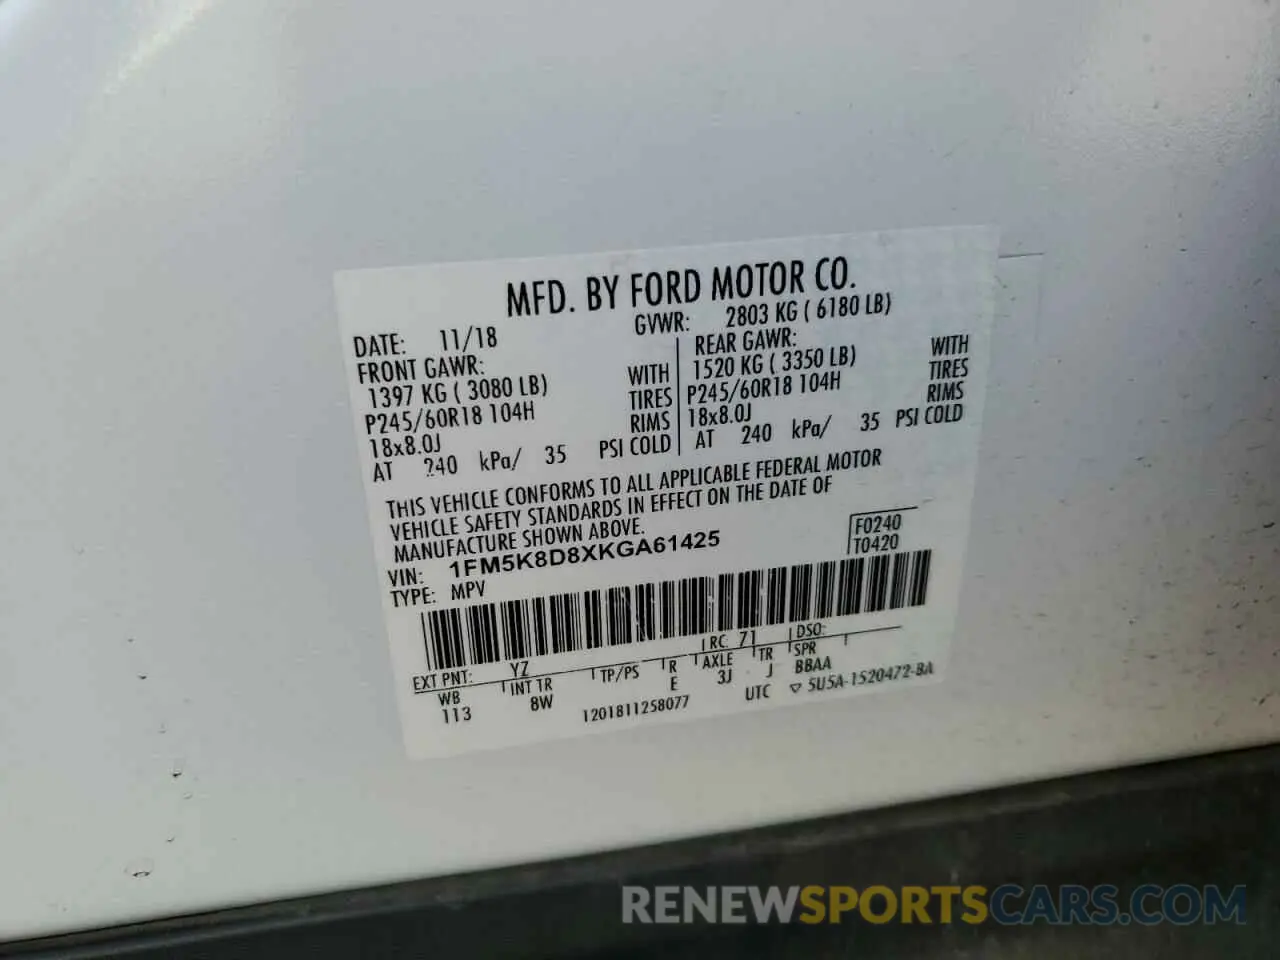 MFD. BY FORD MOTOR CO.
DATE: 11/18 GVWR: 2803 KG ( 6180 LB)
FRONT GAWR: REAR GAWR:
1397 KG ( 3080 LB) WITH 1520 KG ( 3350 LB) WITH
P245/60R18 104H TIRES P245/60R18 104H TIRES
18x8.0J RIMS 18x8.0J RIMS
AT 240 kPa/ 35 PSI COLD AT 240 kPa/ 35 PSI COLD
THIS VEHICLE CONFORMS TO ALL APPLICABLE FEDERAL MOTOR
VEHICLE SAFETY STANDARDS IN EFFECT ON THE DATE OF
MANUFACTURE SHOWN ABOVE.
VIN: 1FM5K8D8XKGA61425 F0240
TYPE: MPV T0420
EXT PNT: YZ RC: 71 DSO:
WB INT TR TP/PS R AXLE TR SPR
113 8W E 3J J BBAA
1201811258077 UTC ▽ 5U5A-1520472-BA
RENEWSPORTSCARS.COM